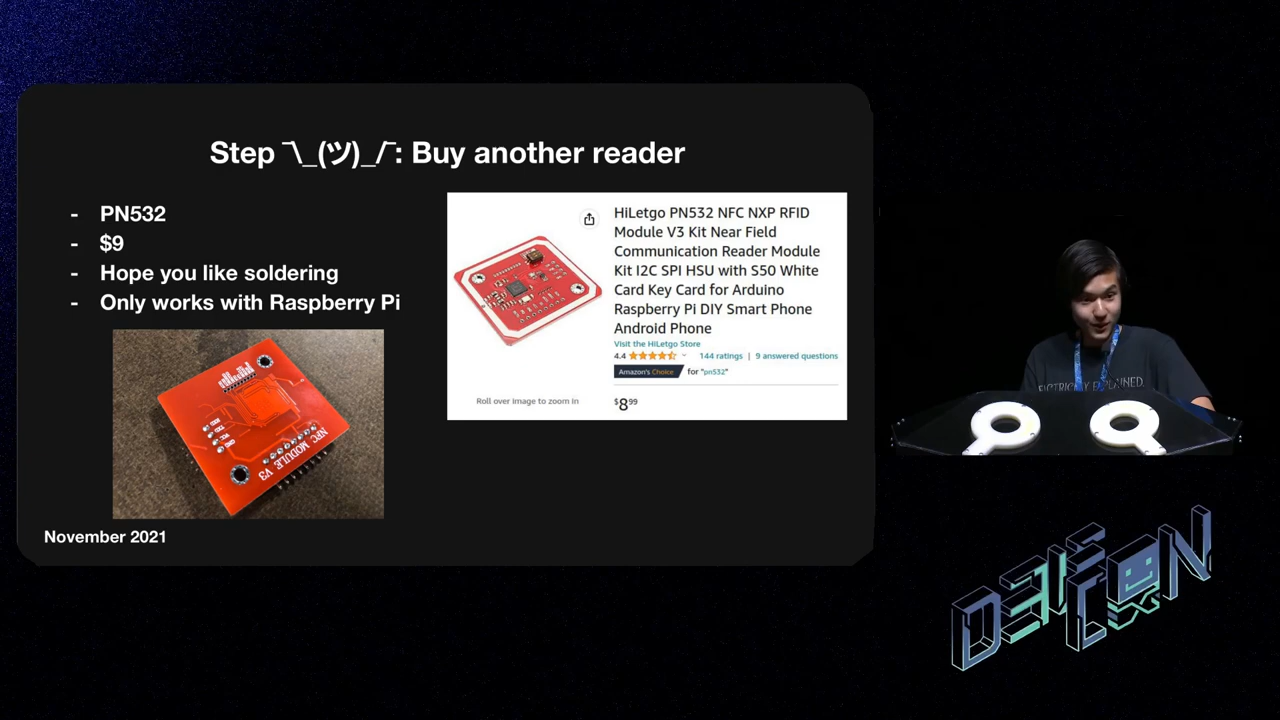 Step ¯\_(ツ)_/¯: Buy another reader
- PN532
- $9
- Hope you like soldering
- Only works with Raspberry Pi
NFC MODULE V3
November 2021
HiLetgo PN532 NFC NXP RFID
Module V3 Kit Near Field
Communication Reader Module
Kit I2C SPI HSU with S50 White
Card Key Card for Arduino
Raspberry Pi DIY Smart Phone
Android Phone
Visit the HiLetgo Store
4.4
144 ratings | 9 answered questions
Amazon's Choice for "pn532"
Roll over image to zoom in
$8.99
EXPLAINED.
DEF CON